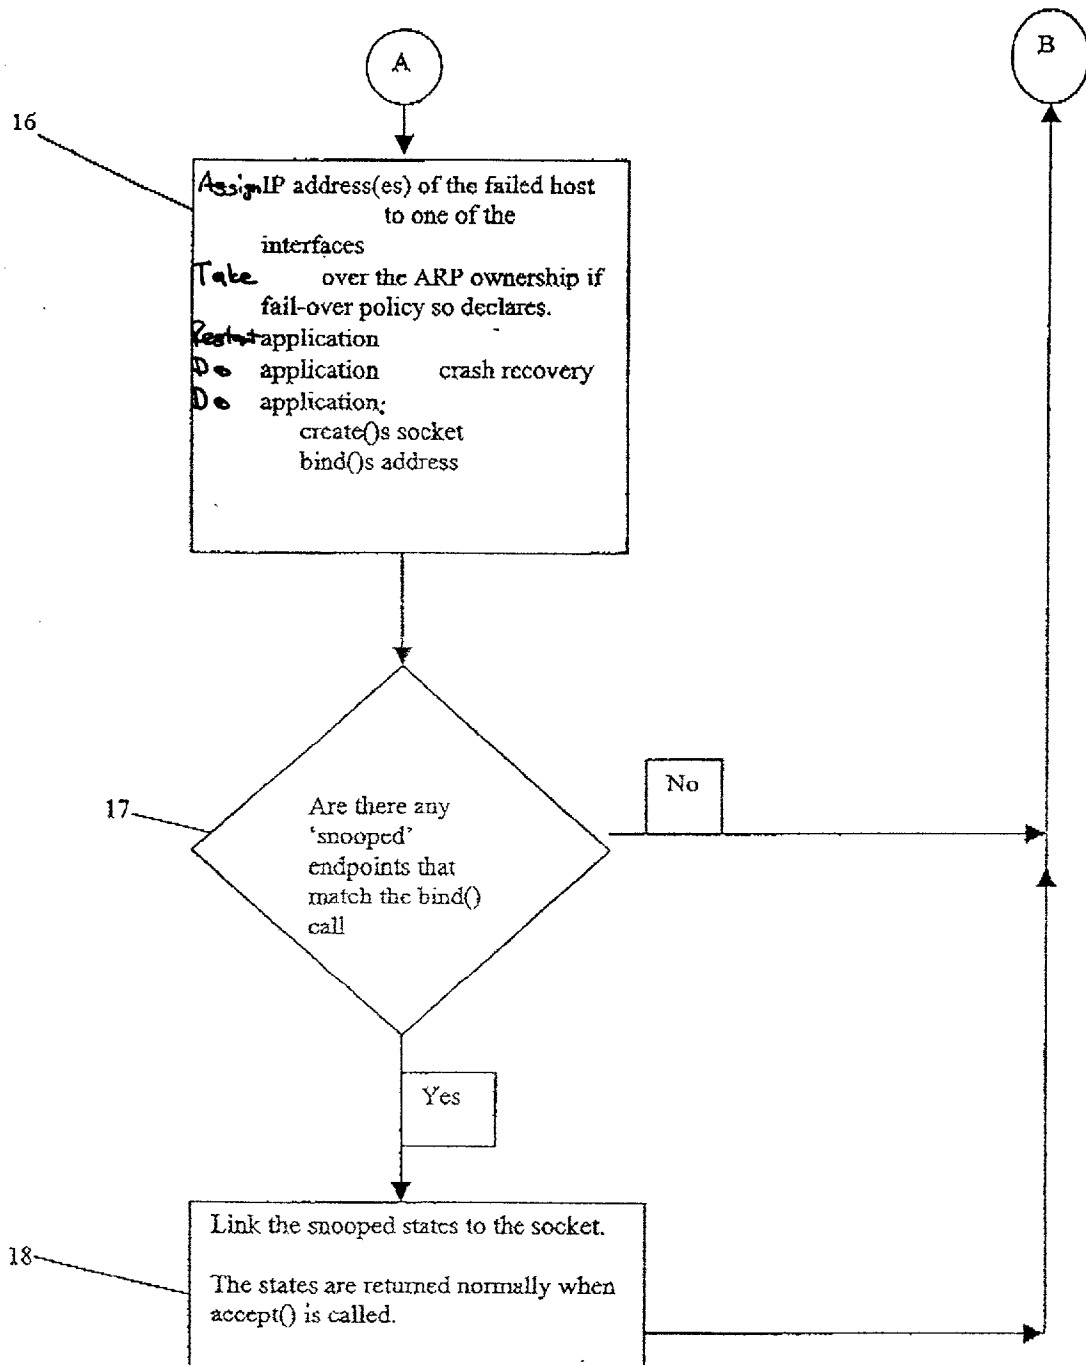 A
B
16
Assign IP address(es) of the failed host
to one of the
interfaces
Take over the ARP ownership if
fail-over policy so declares.
Restart application
Do application crash recovery
Do application:
create()s socket
bind()s address
17
Are there any
‘snooped’
endpoints that
match the bind()
call
No
Yes
18
Link the snooped states to the socket.
The states are returned normally when
accept() is called.